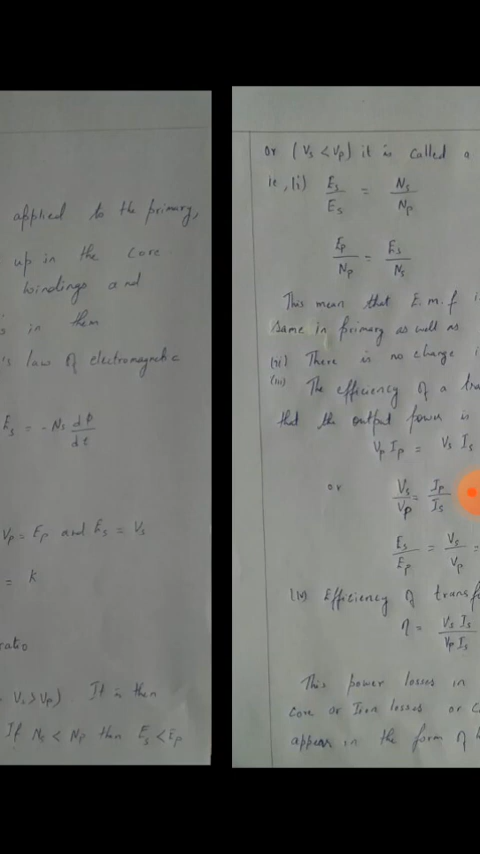 applied to the primary,
up in the core
windings and
in them
's law of electromagnetic
Es = -Ns dφ/dt
Vp = Ep and Es = Vs
= K
ratio
Vs > Vp) It is then
If Ns < Np then Es < Ep
or (Vs < Vp) it is called a
ie, (i) Es/Es = Ns/Np
Ep/Np = Es/Ns
This mean that E.m.f i
same in primary as well as
(ii) There is no change i
(iii) The efficiency of a tra
that the output power is
Vp Ip = Vs Is
or Vs/Vp = Ip/Is
Es/Ep = Vs/Vp =
(iv) Efficiency of transf
η = Vs Is/Vp Is
This power losses in
core or Iron losses or c
appear in the form of h